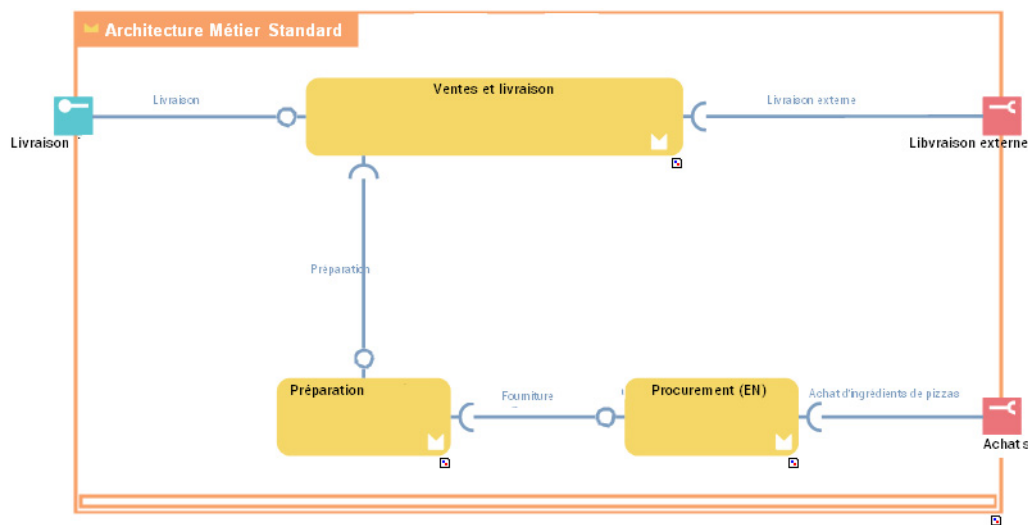 Architecture Métier Standard
Ventes et livraison
Livraison
Livraison externe
Livraison
Libvraison externe
Préparation
Préparation
Fourniture
Procurement (EN)
Achat d'ingrédients de pizzas
Achats